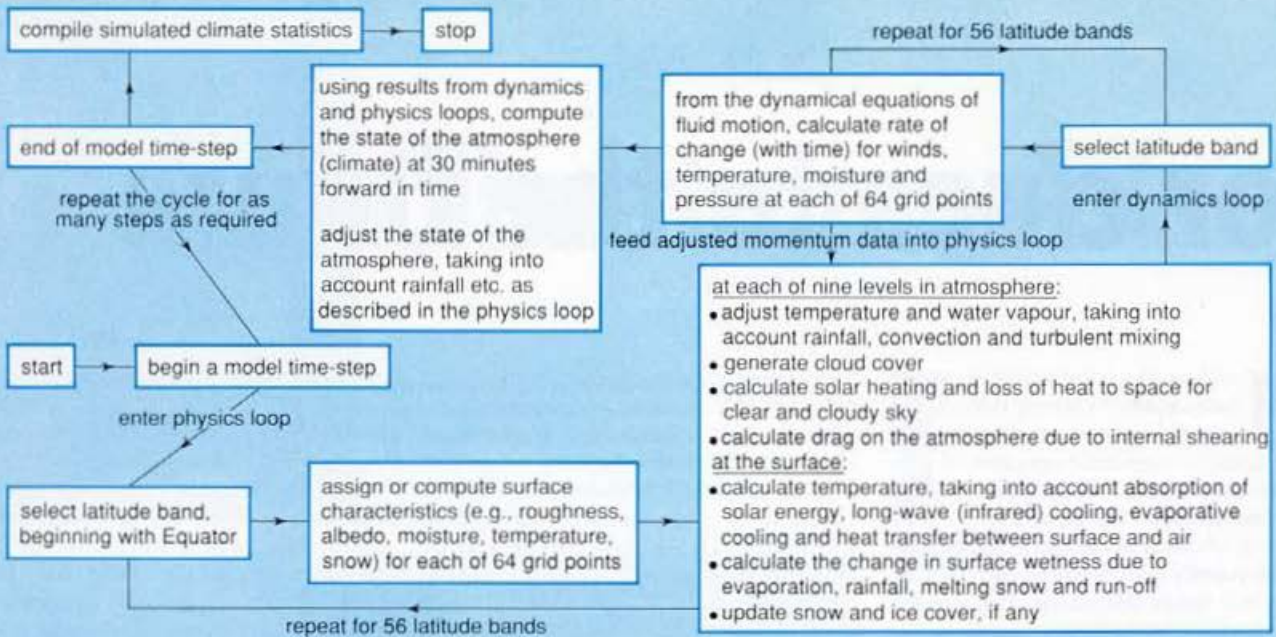 compile simulated climate statistics
stop
repeat for 56 latitude bands
using results from dynamics
and physics loops, compute
the state of the atmosphere
(climate) at 30 minutes
forward in time
adjust the state of the
atmosphere, taking into
account rainfall etc. as
described in the physics loop
from the dynamical equations of
fluid motion, calculate rate of
change (with time) for winds,
temperature, moisture and
pressure at each of 64 grid points
select latitude band
end of model time-step
repeat the cycle for as
many steps as required
enter dynamics loop
feed adjusted momentum data into physics loop
start
begin a model time-step
enter physics loop
select latitude band,
beginning with Equator
assign or compute surface
characteristics (e.g., roughness,
albedo, moisture, temperature,
snow) for each of 64 grid points
at each of nine levels in atmosphere:
• adjust temperature and water vapour, taking into
account rainfall, convection and turbulent mixing
• generate cloud cover
• calculate solar heating and loss of heat to space for
clear and cloudy sky
• calculate drag on the atmosphere due to internal shearing
at the surface:
• calculate temperature, taking into account absorption of
solar energy, long-wave (infrared) cooling, evaporative
cooling and heat transfer between surface and air
• calculate the change in surface wetness due to
evaporation, rainfall, melting snow and run-off
• update snow and ice cover, if any
repeat for 56 latitude bands